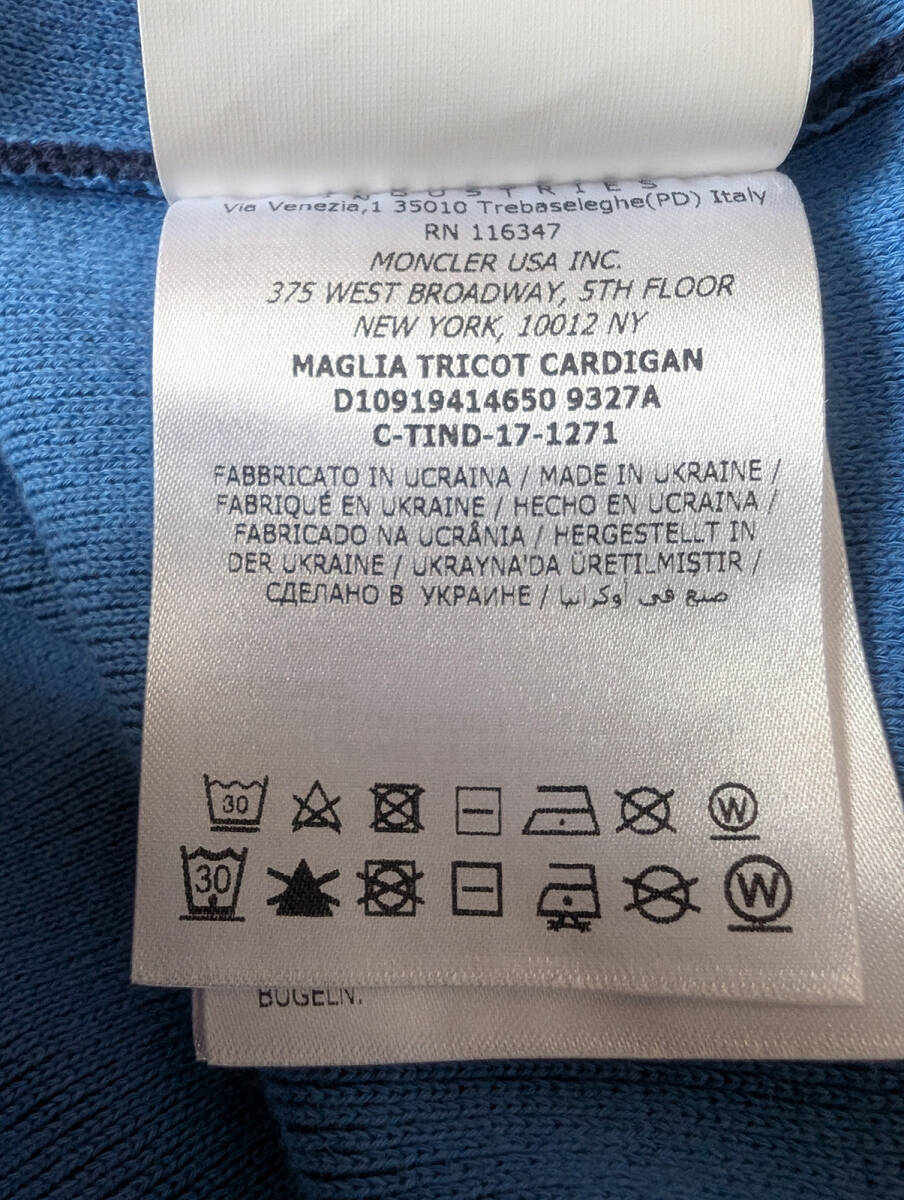 INDUSTRIES
Via Venezia,1 35010 Trebaseleghe(PD) Italy
RN 116347
MONCLER USA INC.
375 WEST BROADWAY, 5TH FLOOR
NEW YORK, 10012 NY
MAGLIA TRICOT CARDIGAN
D10919414650 9327A
C-TIND-17-1271
FABBRICATO IN UCRAINA / MADE IN UKRAINE /
FABRIQUÉ EN UKRAINE / HECHO EN UCRAINA /
FABRICADO NA UCRÂNIA / HERGESTELLT IN
DER UKRAINE / UKRAYNA'DA ÜRETILMIŞTIR /
СДЕЛАНО В УКРАИНЕ / صنع في أوكرانيا
30 W
30 W
BÜGELN.